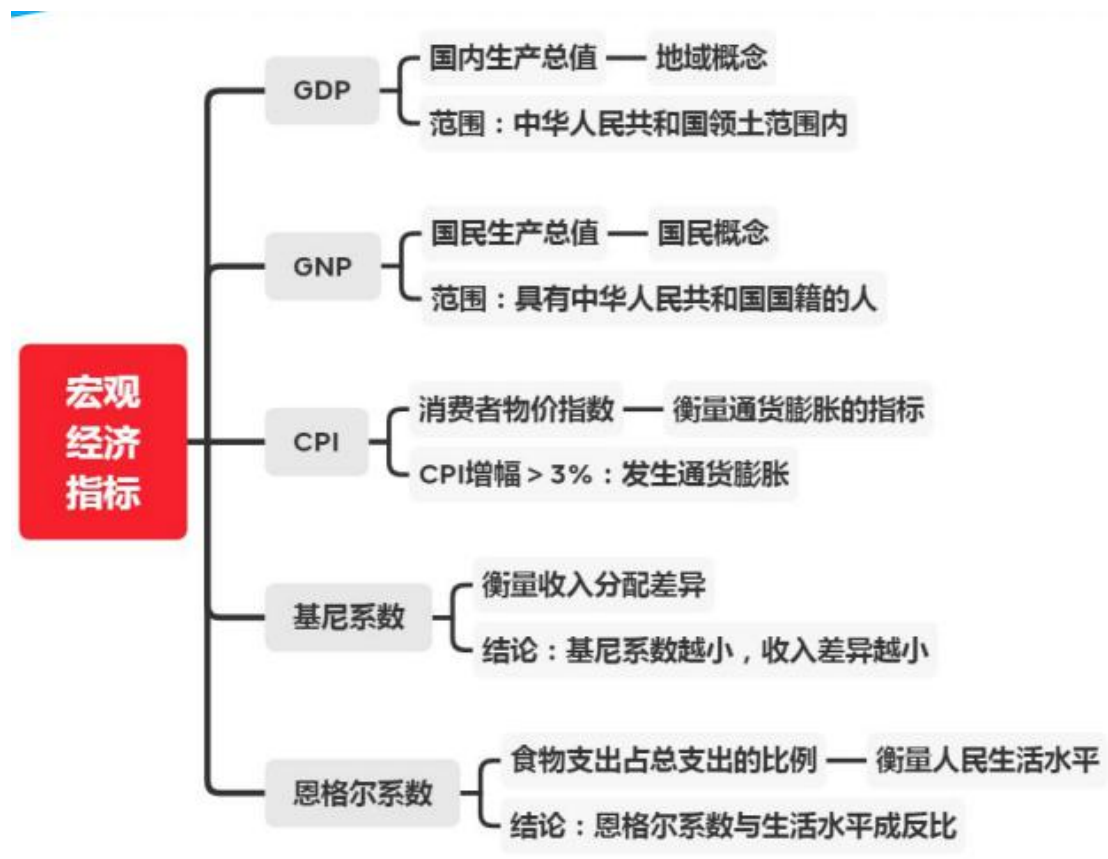 宏观
经济
指标
GDP
国内生产总值
地域概念
范围：中华人民共和国领土范围内
GNP
国民生产总值
国民概念
范围：具有中华人民共和国国籍的人
CPI
消费者物价指数
衡量通货膨胀的指标
CPI增幅＞3%：发生通货膨胀
基尼系数
衡量收入分配差异
结论：基尼系数越小，收入差异越小
恩格尔系数
食物支出占总支出的比例
衡量人民生活水平
结论：恩格尔系数与生活水平成反比